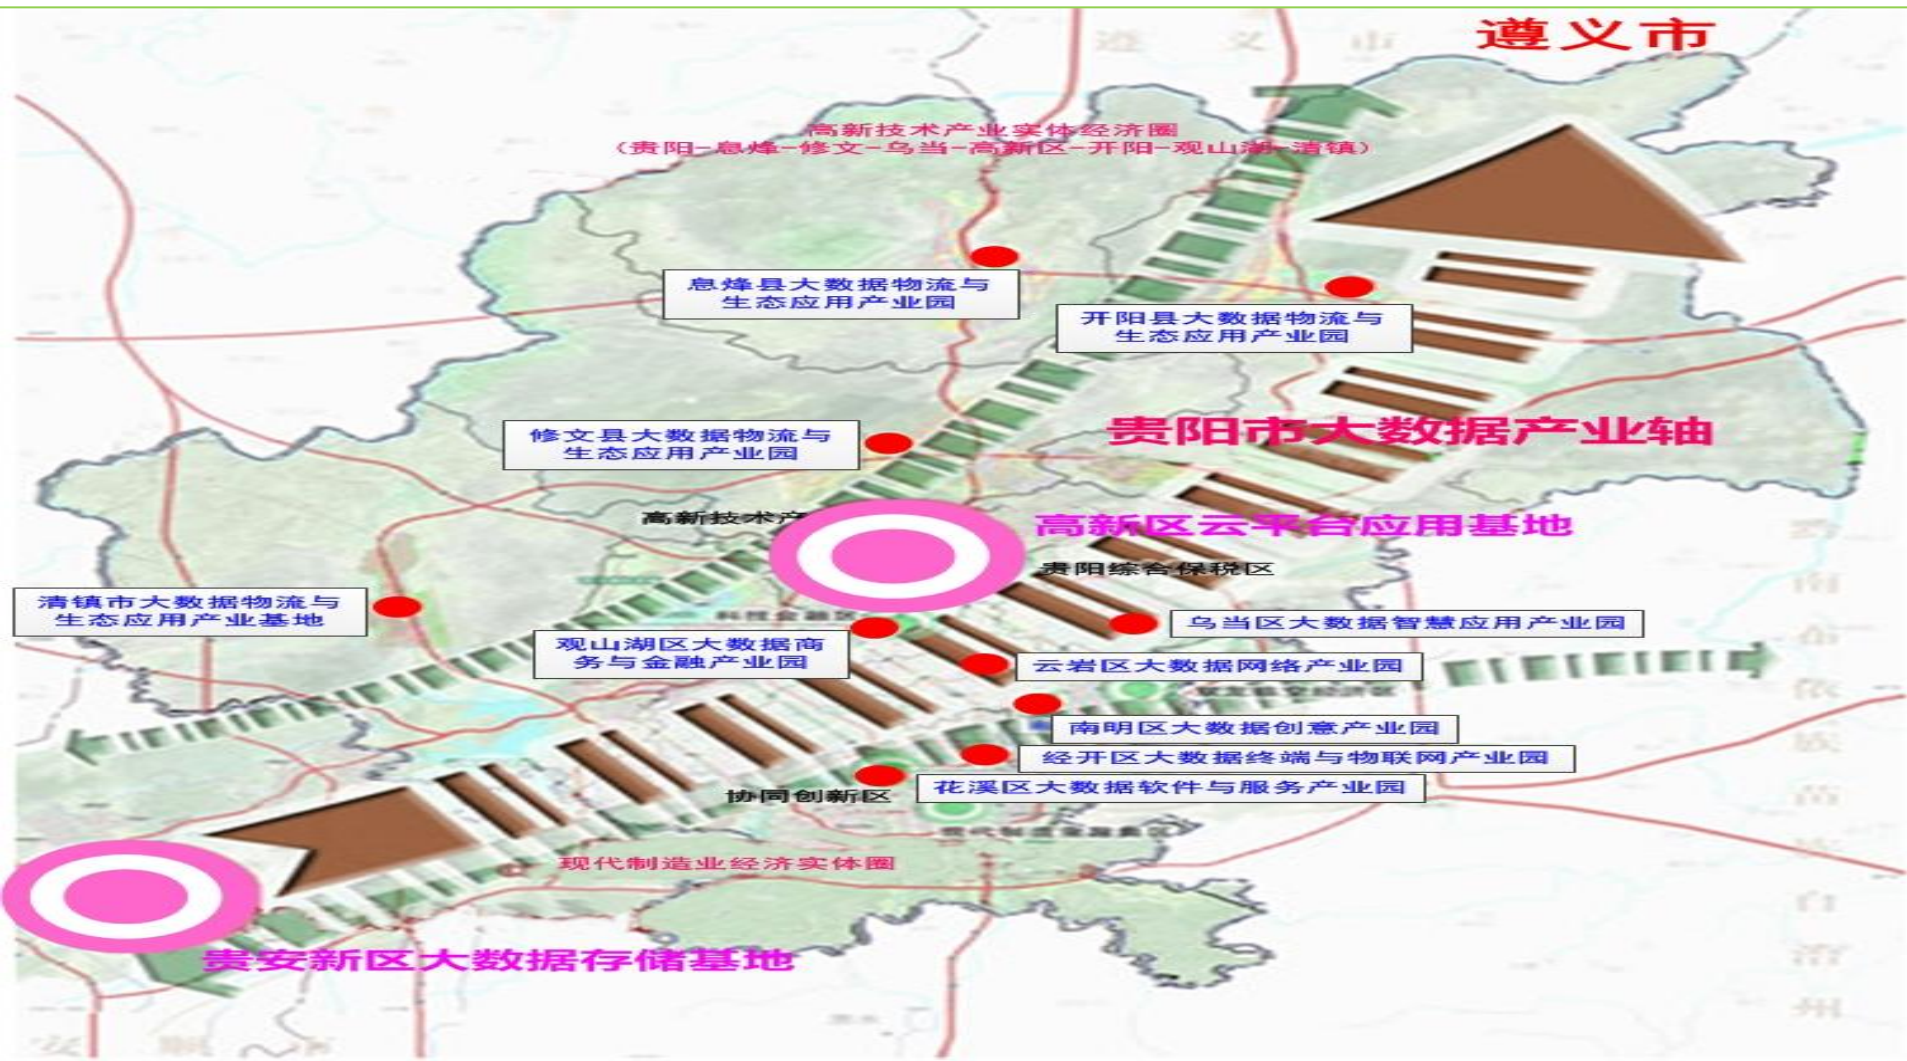 遵义市
遵 义 市
高新技术产业实体经济圈
（贵阳-息烽-修文-乌当-高新区-开阳-观山湖-清镇）
息烽县大数据物流与
生态应用产业园
开阳县大数据物流与
生态应用产业园
贵阳市大数据产业轴
修文县大数据物流与
生态应用产业园
高新技术产
高新区云平台应用基地
贵阳综合保税区
清镇市大数据物流与
生态应用产业基地
乌当区大数据智慧应用产业园
观山湖区大数据商
务与金融产业园
云岩区大数据网络产业园
南明区大数据创意产业园
经开区大数据终端与物联网产业园
花溪区大数据软件与服务产业园
协同创新区
现代制造业经济实体圈
贵安新区大数据存储基地
安 顺 市